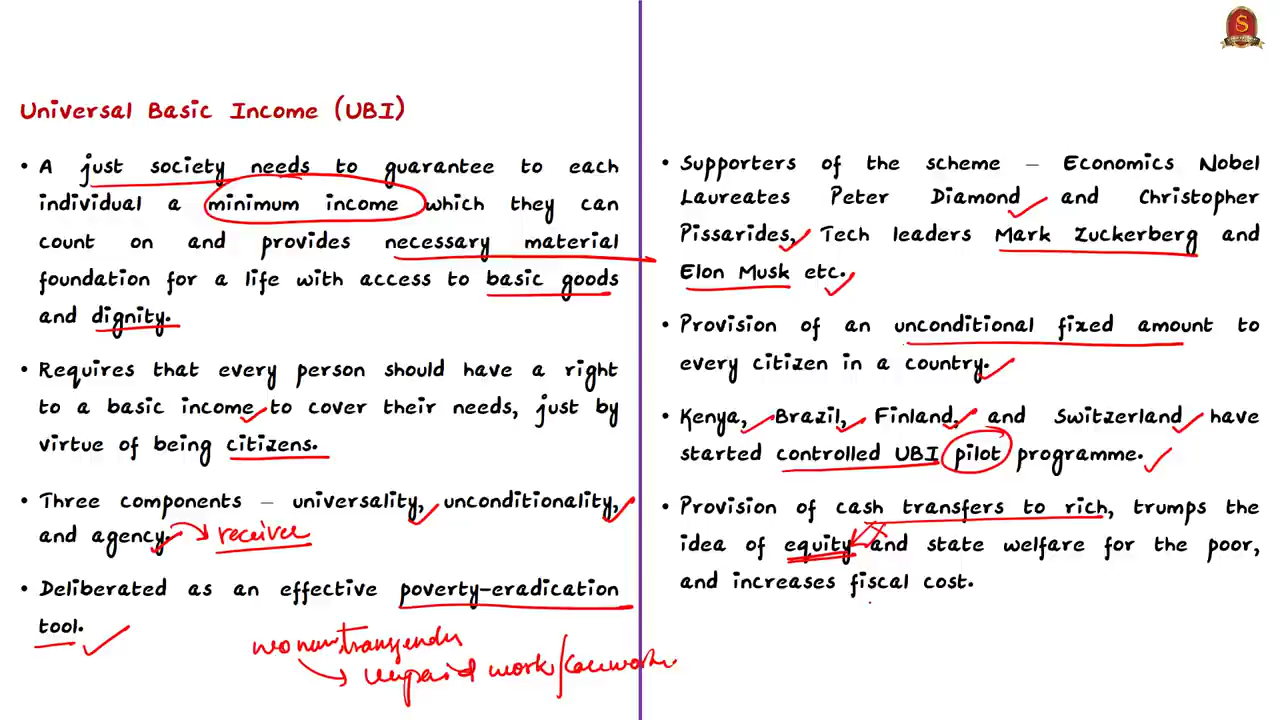 Universal Basic Income (UBI)
• A just society needs to guarantee to each
individual a minimum income which they can
count on and provides necessary material
foundation for a life with access to basic goods
and dignity.
• Requires that every person should have a right
to a basic income to cover their needs, just by
virtue of being citizens.
• Three components – universality, unconditionality,
and agency. → receiver
• Deliberated as an effective poverty-eradication
tool.
women transgender
→ unpaid work/carework
• Supporters of the scheme – Economics Nobel
Laureates Peter Diamond and Christopher
Pissarides, Tech leaders Mark Zuckerberg and
Elon Musk etc.
• Provision of an unconditional fixed amount to
every citizen in a country.
• Kenya, Brazil, Finland, and Switzerland have
started controlled UBI pilot programme.
• Provision of cash transfers to rich, trumps the
idea of equity and state welfare for the poor,
and increases fiscal cost.
S